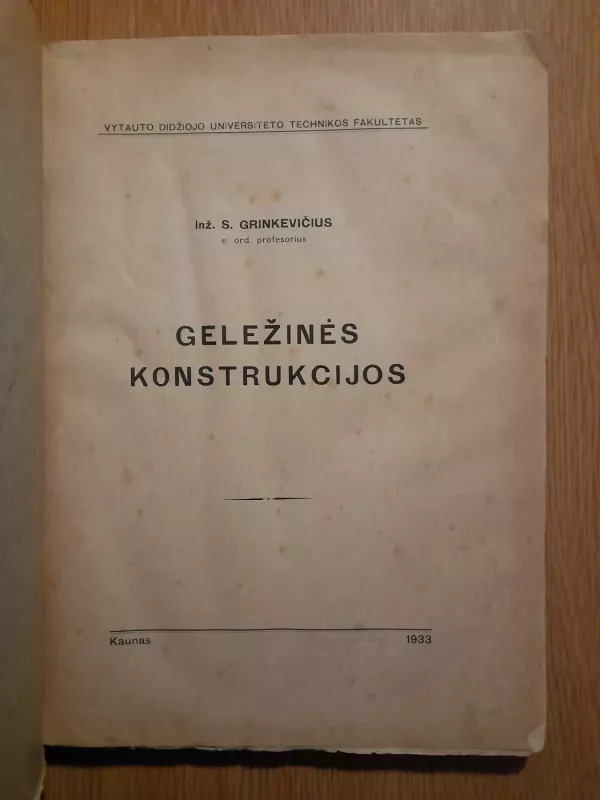 VYTAUTO DIDŽIOJO UNIVERSITETO TECHNIKOS FAKULTETAS
Inž. S. GRINKEVIČIUS
e. ord. profesorius
GELEŽINĖS
KONSTRUKCIJOS
Kaunas 1933